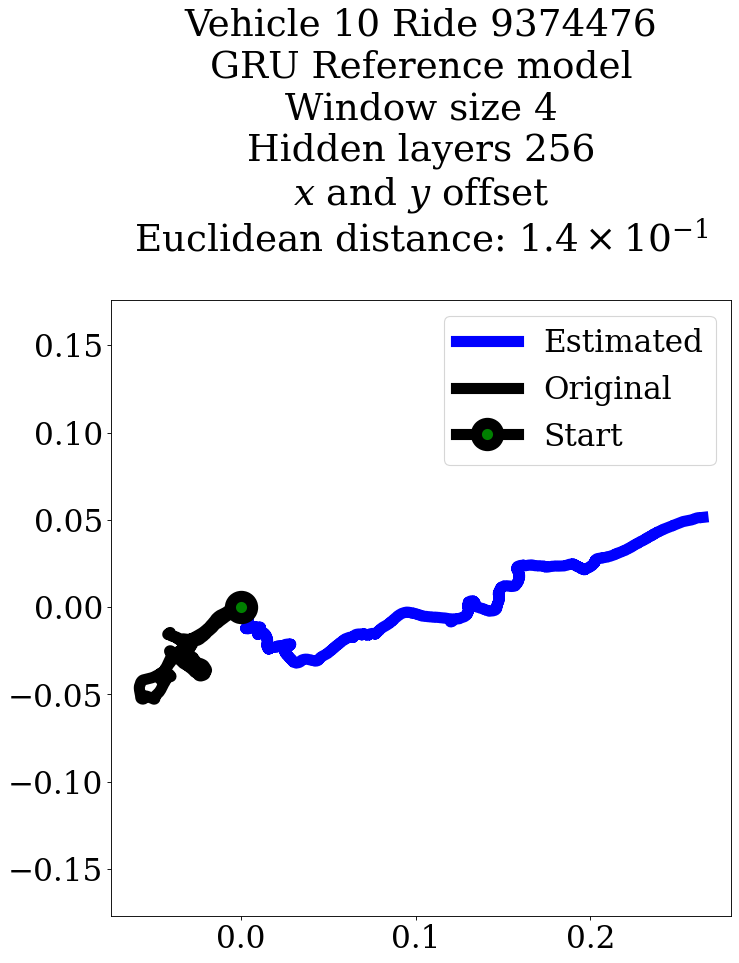 Vehicle 10 Ride 9374476
GRU Reference model
Window size 4
Hidden layers 256
x and y offset
Euclidean distance: 1.4 × 10⁻¹
Estimated
Original
Start
0.15
0.10
0.05
0.00
−0.05
−0.10
−0.15
0.0 0.1 0.2